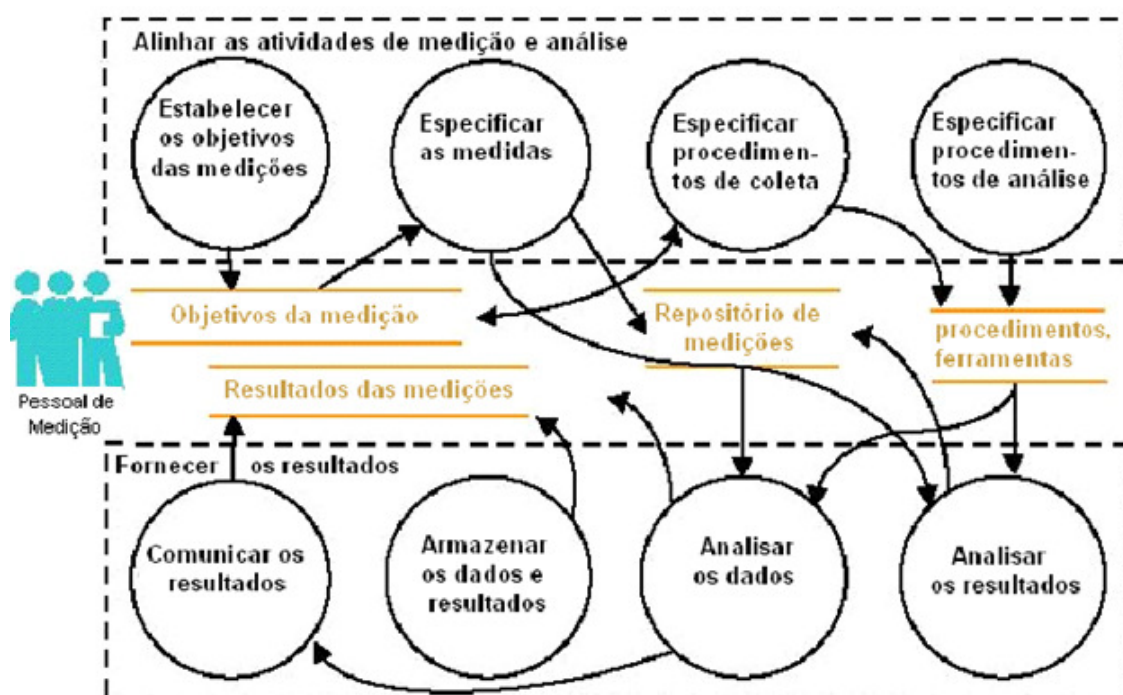 Alinhar as atividades de medição e análise
Estabelecer
os objetivos
das medições
Especificar
as medidas
Especificar
procedimen-
tos de coleta
Especificar
procedimen-
tos de análise
Objetivos da medição
Repositório de
medições
procedimentos,
ferramentas
Resultados das medições
Pessoal de
Medição
Fornecer os resultados
Comunicar os
resultados
Armazenar
os dados e
resultados
Analisar
os dados
Analisar
os resultados